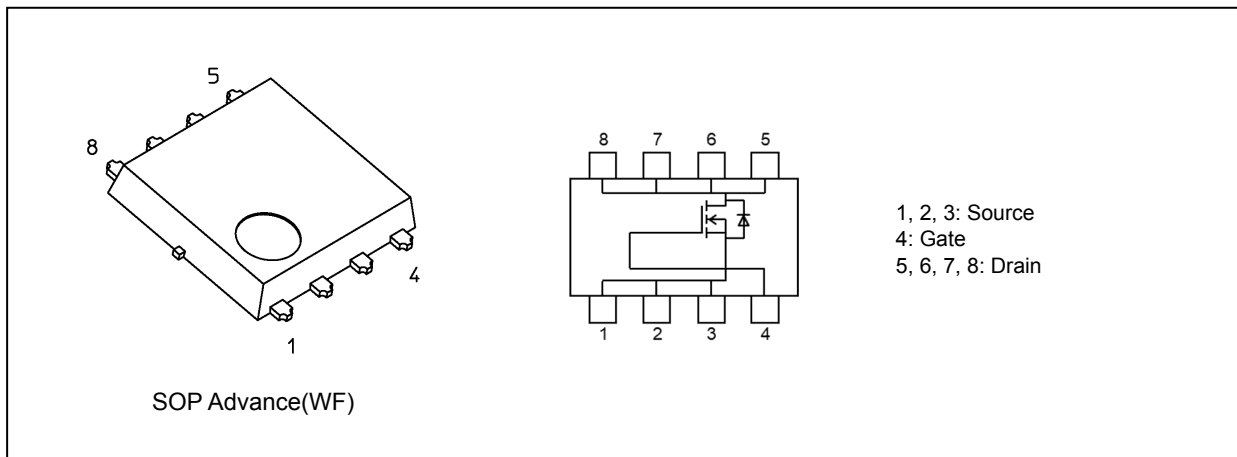 5
8
4
1
SOP Advance(WF)
8 7 6 5
1 2 3 4
1, 2, 3: Source
4: Gate
5, 6, 7, 8: Drain